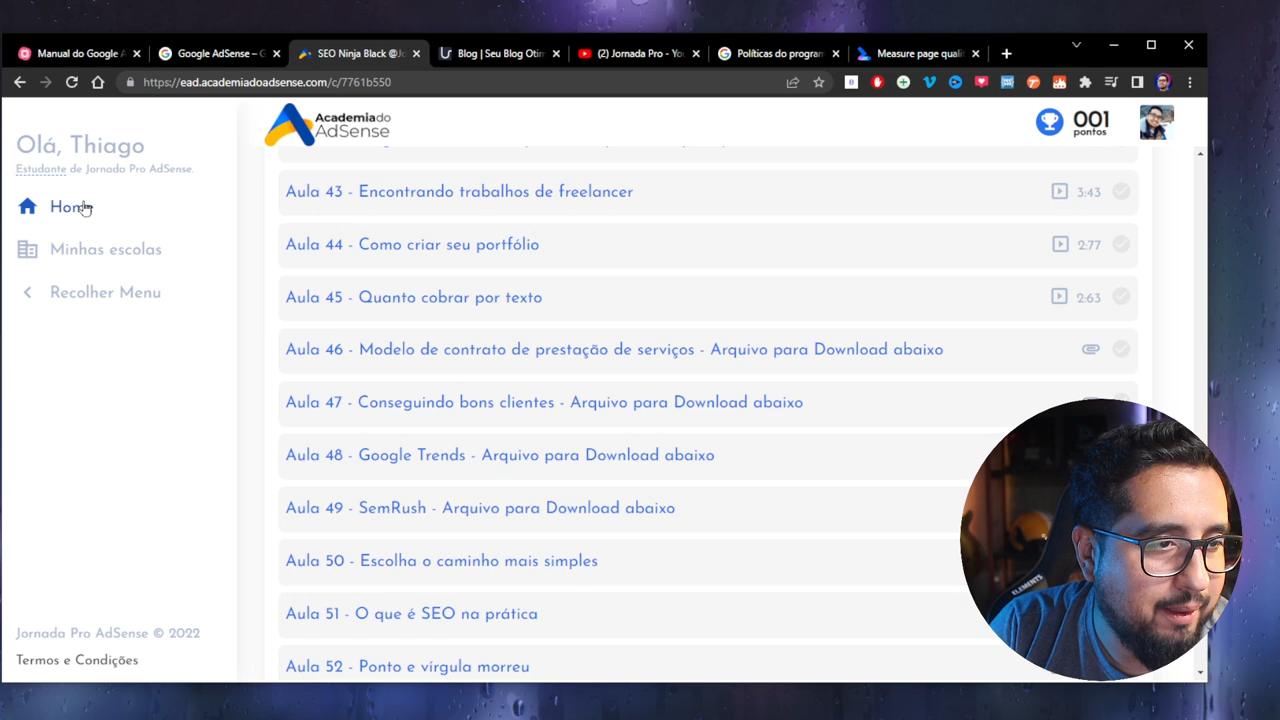 Manual do Google A
Google AdSense – G
SEO Ninja Black @Jo
Blog | Seu Blog Otim
(2) Jornada Pro - Yo
Políticas do program
Measure page quali
https://ead.academiadoadsense.com/c/7761b550
Olá, Thiago
Estudante de Jornada Pro AdSense.
Home
Minhas escolas
Recolher Menu
Jornada Pro AdSense © 2022
Termos e Condições
Academia do
AdSense
001
pontos
Aula 43 - Encontrando trabalhos de freelancer
3:43
Aula 44 - Como criar seu portfólio
2:77
Aula 45 - Quanto cobrar por texto
2:63
Aula 46 - Modelo de contrato de prestação de serviços - Arquivo para Download abaixo
Aula 47 - Conseguindo bons clientes - Arquivo para Download abaixo
Aula 48 - Google Trends - Arquivo para Download abaixo
Aula 49 - SemRush - Arquivo para Download abaixo
Aula 50 - Escolha o caminho mais simples
Aula 51 - O que é SEO na prática
Aula 52 - Ponto e vírgula morreu
ELEMENTS